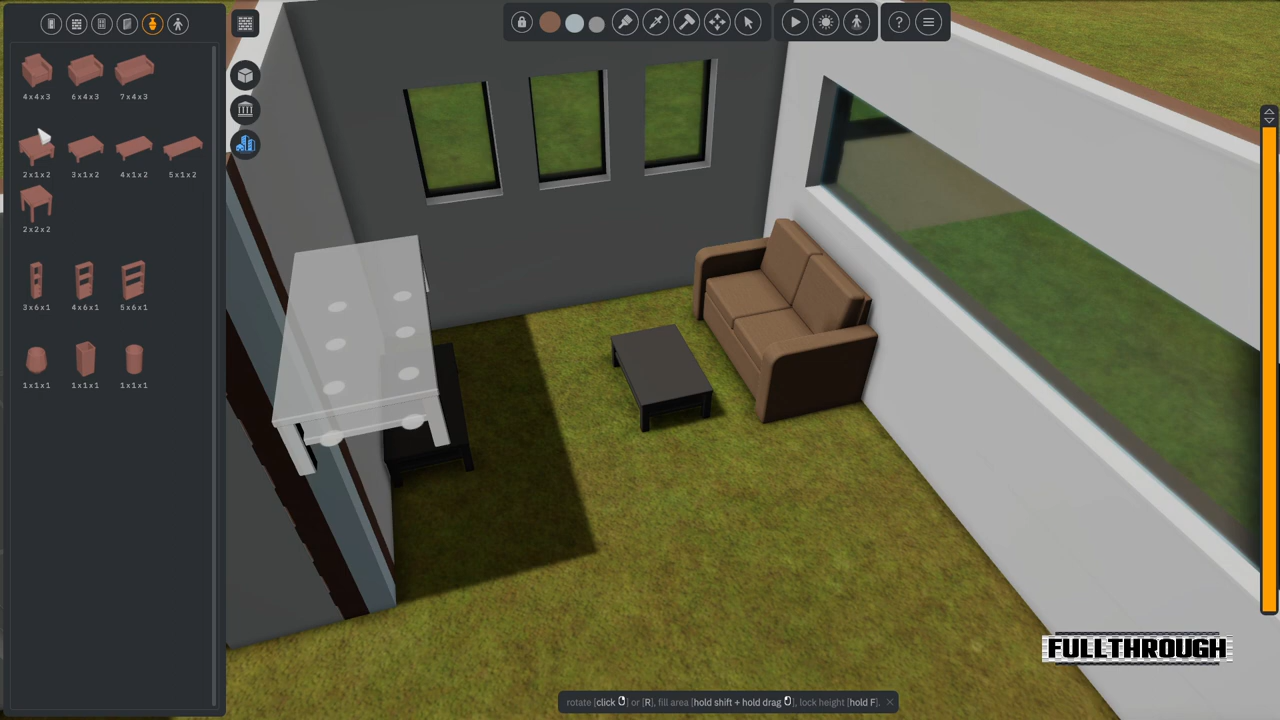 4x4x3 6x4x3 7x4x3
2x1x2 3x1x2 4x1x2 5x1x2
2x2x2
3x6x1 4x6x1 5x6x1
1x1x1 1x1x1 1x1x1
FULLTHROUGH
rotate [click] or [R], fill area [hold shift + hold drag], lock height [hold F].